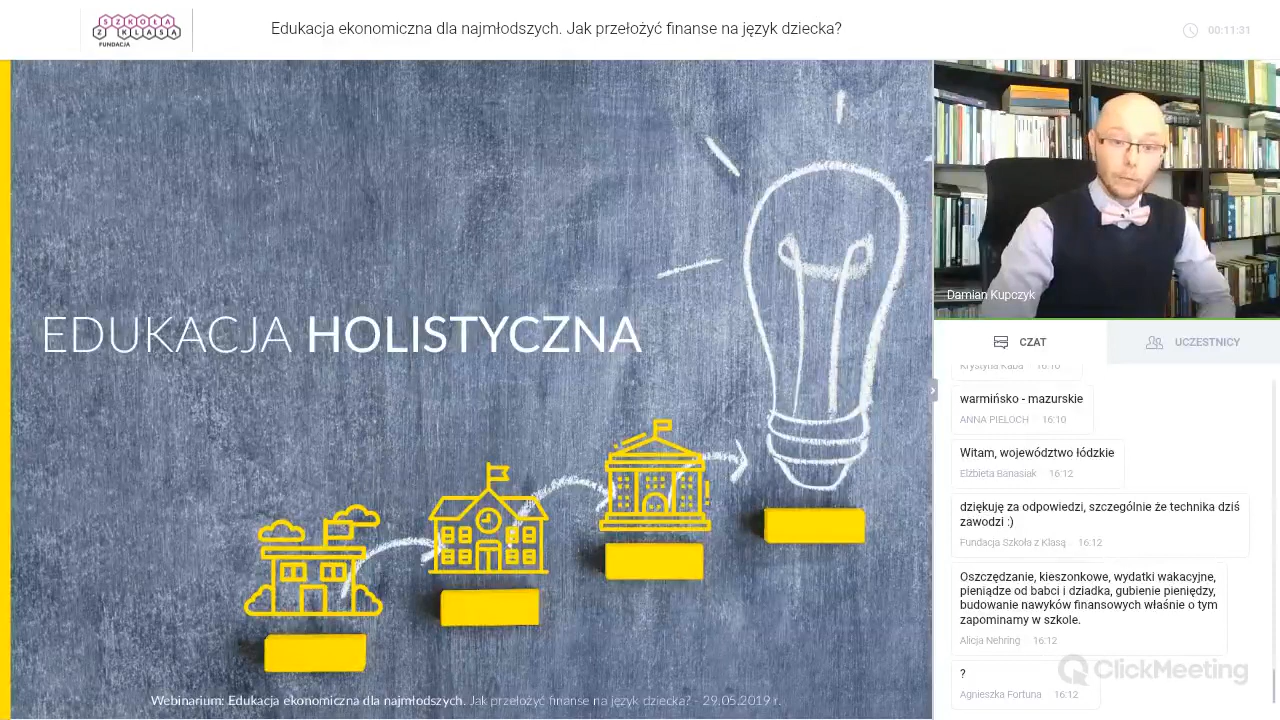 SZKOŁA
Z KLASĄ
FUNDACJA
Edukacja ekonomiczna dla najmłodszych. Jak przełożyć finanse na język dziecka?
00:11:31
EDUKACJA HOLISTYCZNA
Webinarium: Edukacja ekonomiczna dla najmłodszych. Jak przełożyć finanse na język dziecka? - 29.05.2019 r.
Damian Kupczyk
CZAT
UCZESTNICY
Krystyna Kaba 16:10
warmińsko - mazurskie
ANNA PIELOCH 16:10
Witam, województwo łódzkie
Elżbieta Banasiak 16:12
dziękuję za odpowiedzi, szczególnie że technika dziś
zawodzi :)
Fundacja Szkoła z Klasą 16:12
Oszczędzanie, kieszonkowe, wydatki wakacyjne,
pieniądze od babci i dziadka, gubienie pieniędzy,
budowanie nawyków finansowych właśnie o tym
zapominamy w szkole.
Alicja Nehring 16:12
?
Agnieszka Fortuna 16:12
ClickMeeting